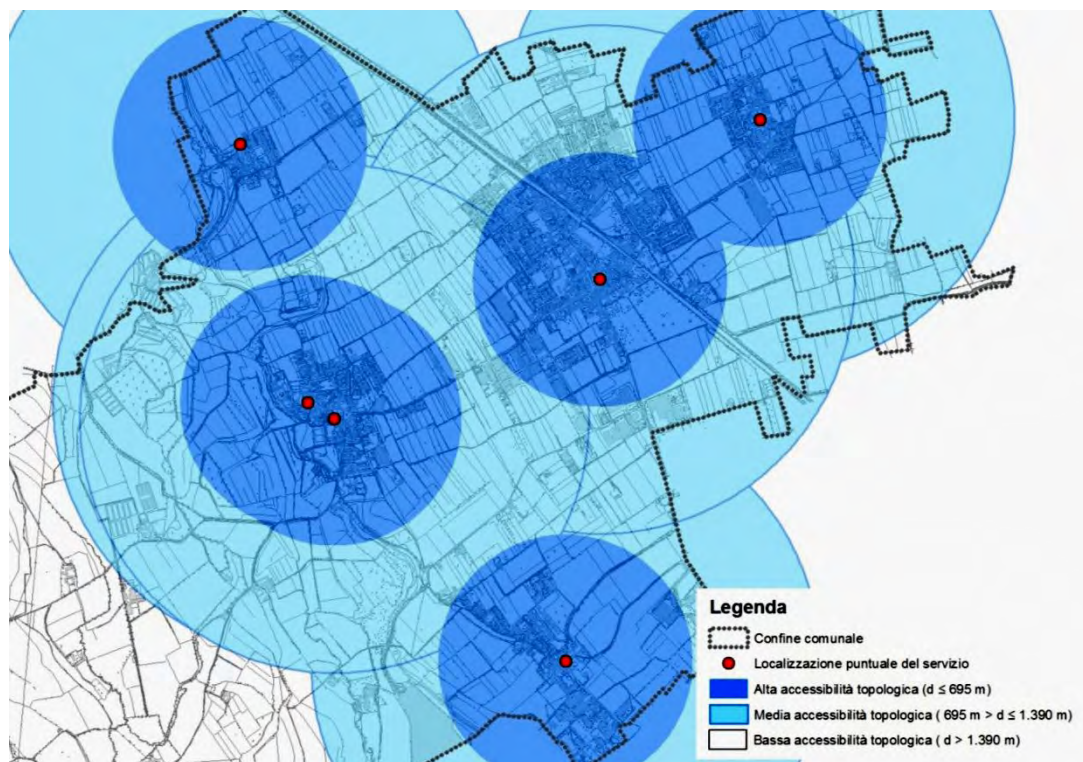 Legenda
Confine comunale
Localizzazione puntuale del servizio
Alta accessibilità topologica (d ≤ 695 m)
Media accessibilità topologica ( 695 m > d ≤ 1.390 m)
Bassa accessibilità topologica ( d > 1.390 m)